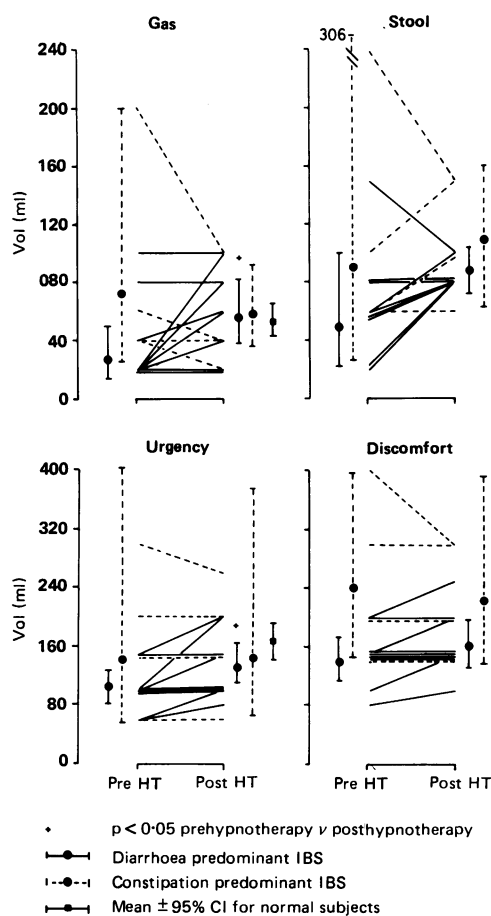 Gas
Stool
240
200
160
120
080
40
0
Vol (ml)
306
Urgency
Discomfort
400
320
240
160
80
0
Vol (ml)
Pre HT
Post HT
Pre HT
Post HT
p < 0·05 prehypnotherapy v posthypnotherapy
Diarrhoea predominant IBS
Constipation predominant IBS
Mean ± 95% CI for normal subjects